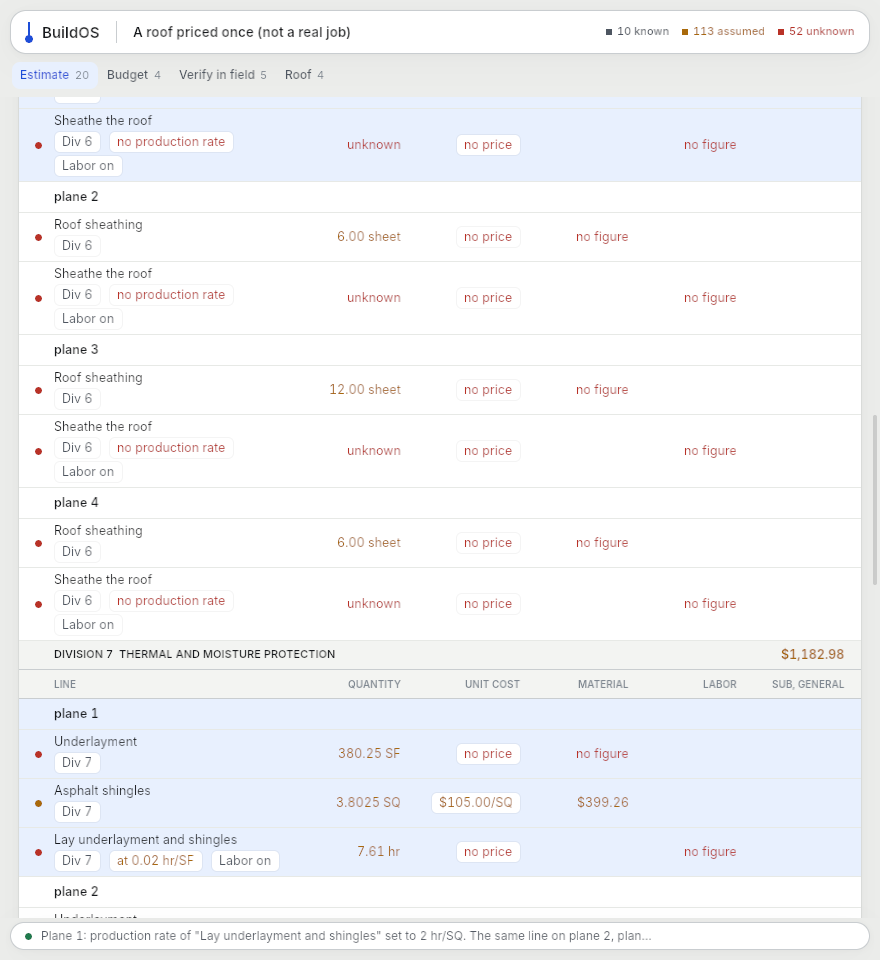 BuildOS A roof priced once (not a real job) 10 known 113 assumed 52 unknown
Estimate 20 Budget 4 Verify in field 5 Roof 4
Sheathe the roof
Div 6 no production rate unknown no price no figure
Labor on
plane 2
Roof sheathing
Div 6 6.00 sheet no price no figure
Sheathe the roof
Div 6 no production rate unknown no price no figure
Labor on
plane 3
Roof sheathing
Div 6 12.00 sheet no price no figure
Sheathe the roof
Div 6 no production rate unknown no price no figure
Labor on
plane 4
Roof sheathing
Div 6 6.00 sheet no price no figure
Sheathe the roof
Div 6 no production rate unknown no price no figure
Labor on
DIVISION 7 THERMAL AND MOISTURE PROTECTION $1,182.98
LINE QUANTITY UNIT COST MATERIAL LABOR SUB, GENERAL
plane 1
Underlayment
Div 7 380.25 SF no price no figure
Asphalt shingles
Div 7 3.8025 SQ $105.00/SQ $399.26
Lay underlayment and shingles
Div 7 at 0.02 hr/SF Labor on 7.61 hr no price no figure
plane 2
Underlayment
Plane 1: production rate of "Lay underlayment and shingles" set to 2 hr/SQ. The same line on plane 2, plan...